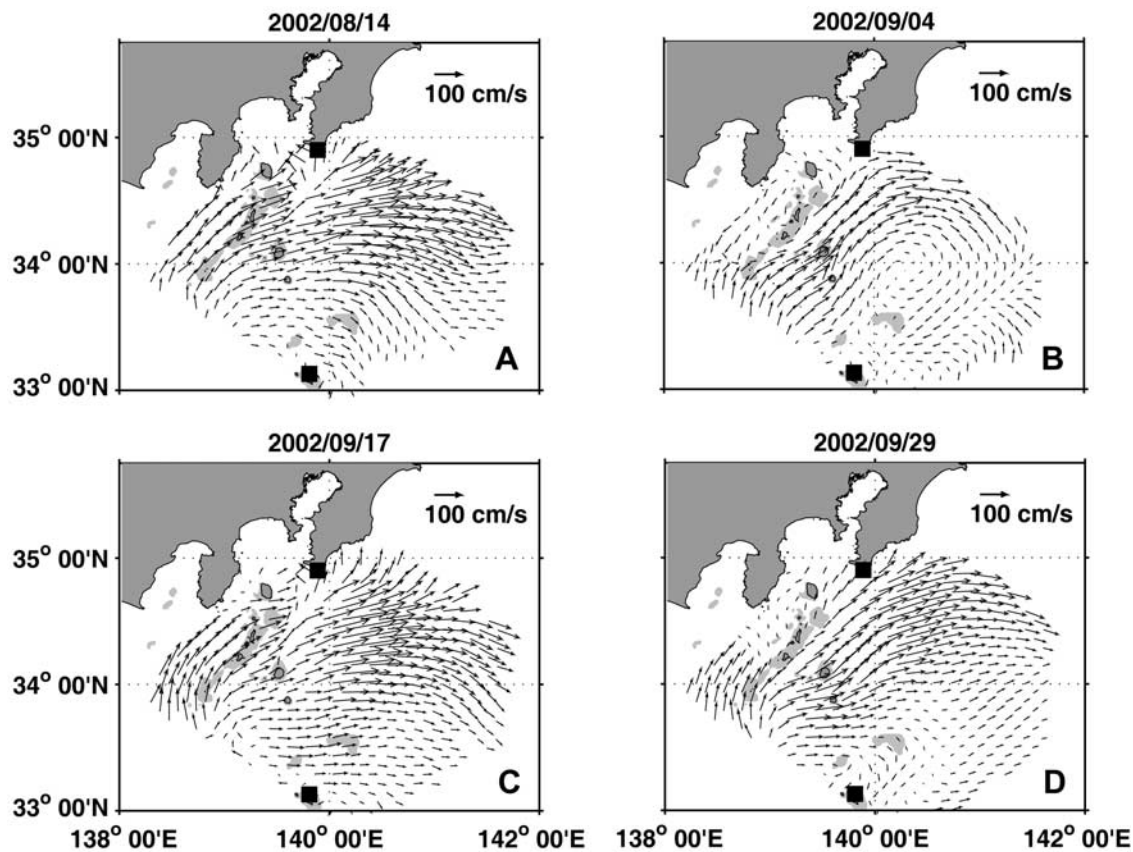 2002/08/14
2002/09/04
100 cm/s
100 cm/s
35° 00'N
34° 00'N
33° 00'N
A
B
2002/09/17
2002/09/29
100 cm/s
100 cm/s
35° 00'N
34° 00'N
33° 00'N
C
D
138° 00'E
140° 00'E
142° 00'E
138° 00'E
140° 00'E
142° 00'E